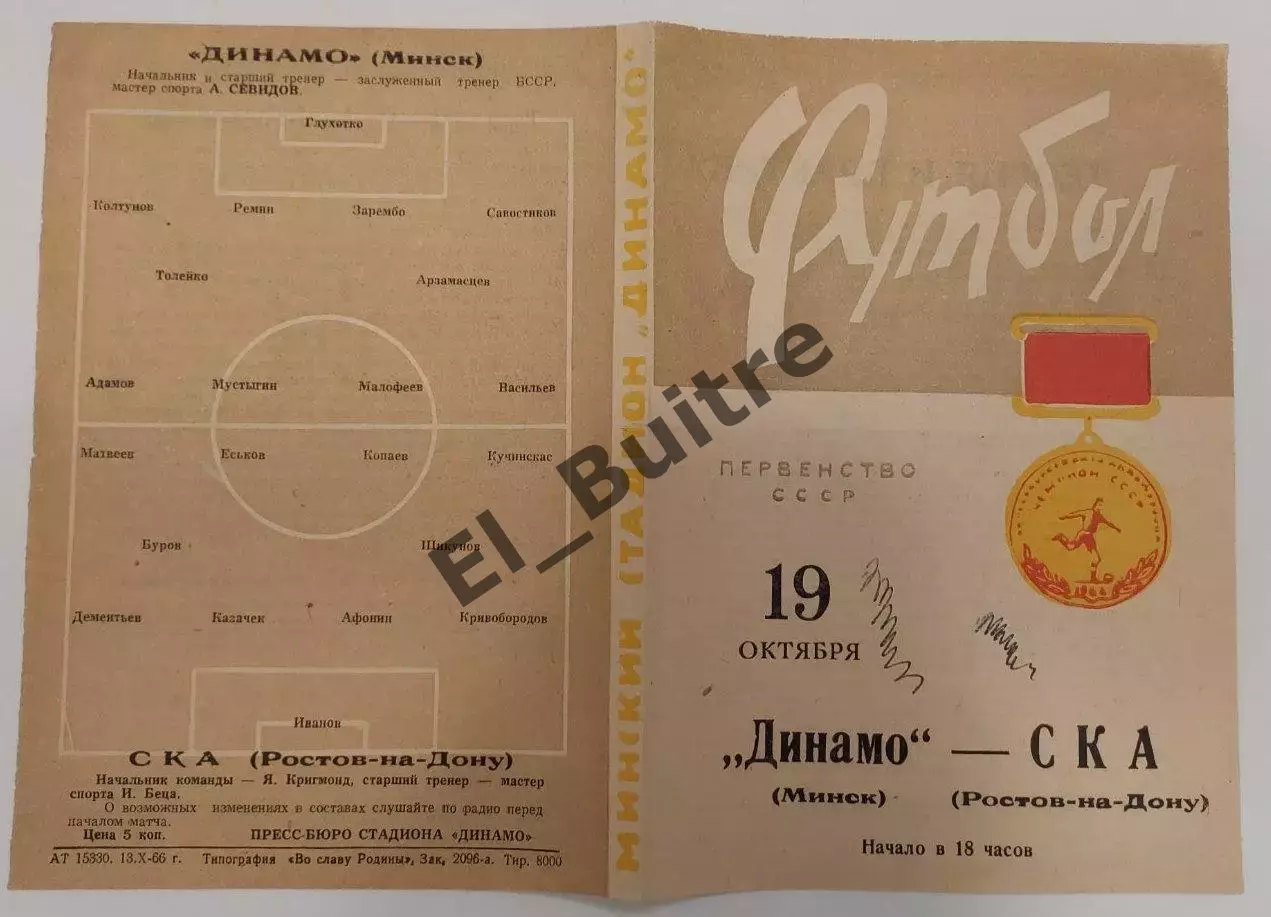 «ДИНАМО» (Минск)
Начальник и старший тренер — заслуженный тренер БССР,
мастер спорта А. СЕВИДОВ.
Глухотко
Колтунов Ремин Зарембо Савостиков
Толейко Арзамасцев
Адамов Мустыгин Малофеев Васильев
Матвеев Еськов Копаев Кучинскас
Буров Шикунов
Дементьев Казачек Афонин Кривобородов
Иванов
СКА (Ростов-на-Дону)
Начальник команды — Я. Кригмонд, старший тренер — мастер
спорта И. Беца.
О возможных изменениях в составах слушайте по радио перед
началом матча.
Цена 5 коп. ПРЕСС-БЮРО СТАДИОНА «ДИНАМО»
АТ 15330. 13.X-66 г. Типография «Во славу Родины», Зак. 2096-а. Тир. 8000
МИНСКИЙ СТАДИОН „ДИНАМО“
Футбол
ЧЕМПИОН СССР
ПЕРВЕНСТВО
СССР
19
ОКТЯБРЯ
„Динамо“ — СКА
(Минск) (Ростов-на-Дону)
Начало в 18 часов
El_Buitre